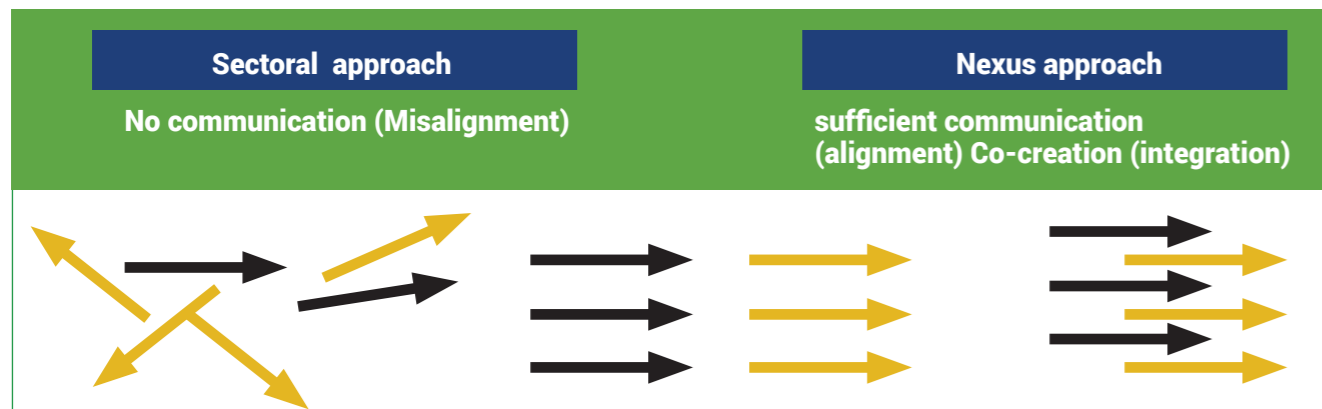 Sectoral approach
No communication (Misalignment)
Nexus approach
sufficient communication
(alignment) Co-creation (integration)